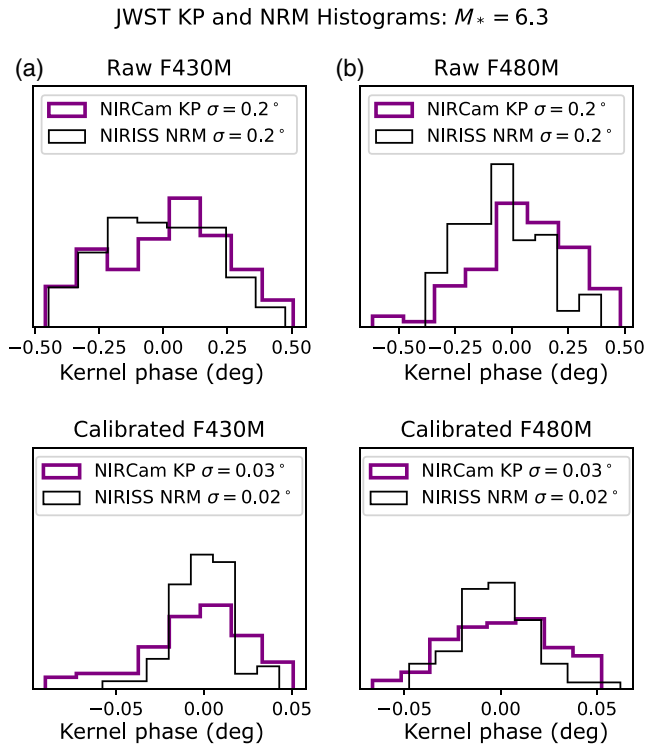 JWST KP and NRM Histograms: M* = 6.3
(a) Raw F430M
NIRCam KP σ = 0.2°
NIRISS NRM σ = 0.2°
−0.50 −0.25 0.00 0.25 0.50
Kernel phase (deg)
(b) Raw F480M
NIRCam KP σ = 0.2°
NIRISS NRM σ = 0.2°
−0.50 −0.25 0.00 0.25 0.50
Kernel phase (deg)
Calibrated F430M
NIRCam KP σ = 0.03°
NIRISS NRM σ = 0.02°
−0.05 0.00 0.05
Kernel phase (deg)
Calibrated F480M
NIRCam KP σ = 0.03°
NIRISS NRM σ = 0.02°
−0.05 0.00 0.05
Kernel phase (deg)